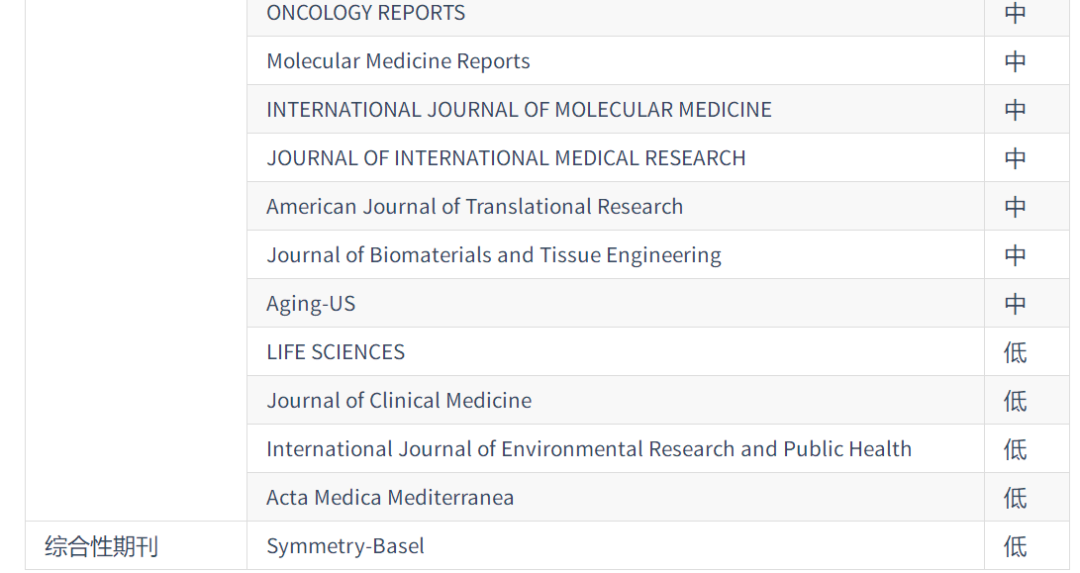 ONCOLOGY REPORTS 中
Molecular Medicine Reports 中
INTERNATIONAL JOURNAL OF MOLECULAR MEDICINE 中
JOURNAL OF INTERNATIONAL MEDICAL RESEARCH 中
American Journal of Translational Research 中
Journal of Biomaterials and Tissue Engineering 中
Aging-US 中
LIFE SCIENCES 低
Journal of Clinical Medicine 低
International Journal of Environmental Research and Public Health 低
Acta Medica Mediterranea 低
综合性期刊 Symmetry-Basel 低